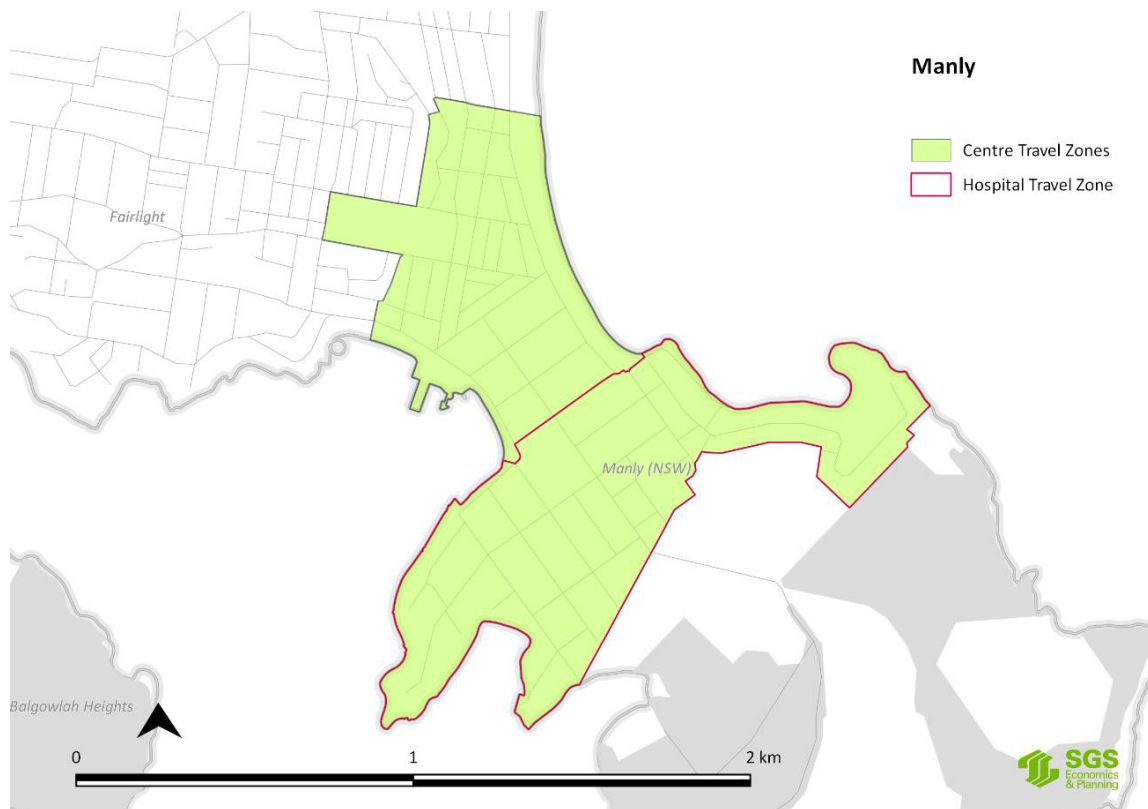 Manly
Centre Travel Zones
Hospital Travel Zone
Fairlight
Manly (NSW)
Balgowlah Heights
0 1 2 km
SGS
Economics
& Planning